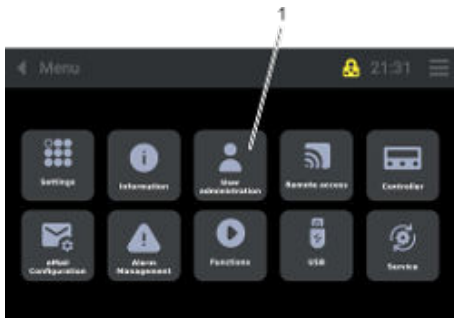 1
Menu 21:31
Settings Information User administration Remote access Controller
eMail Configuration Alarm Management Functions USB Service